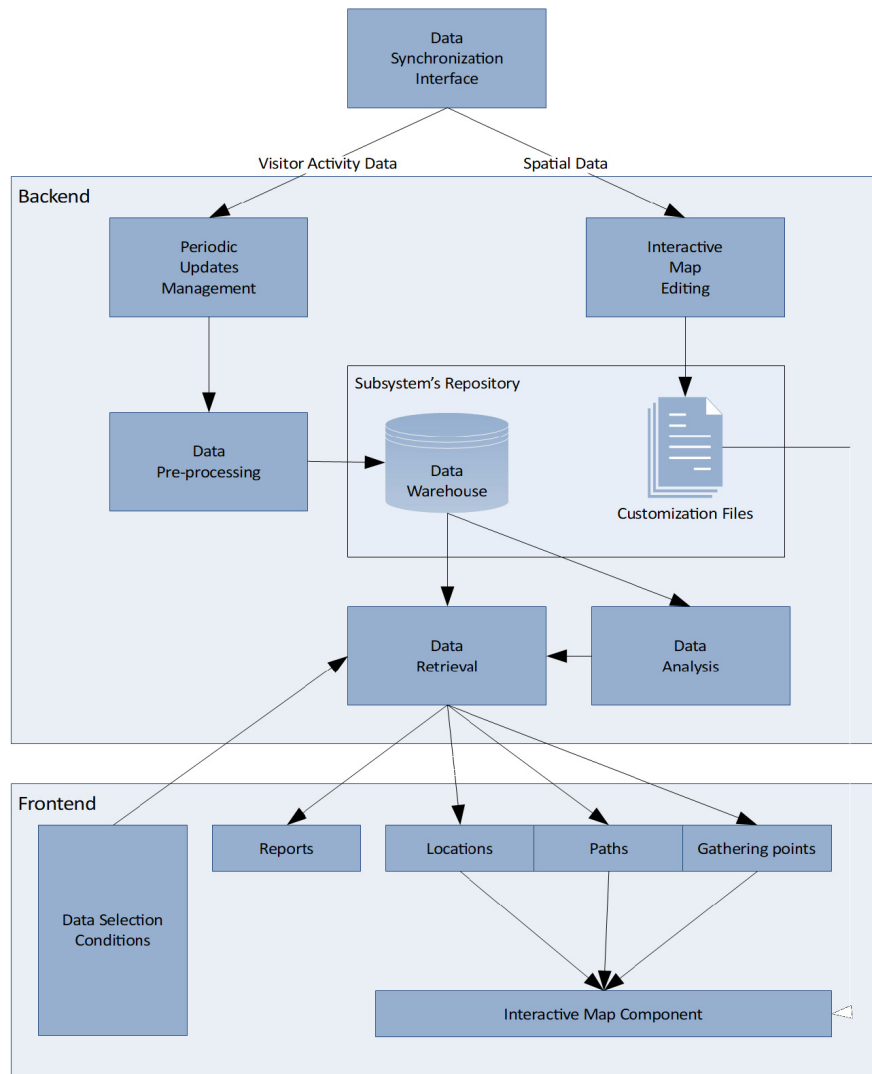 Data
Synchronization
Interface
Visitor Activity Data
Spatial Data
Backend
Periodic
Updates
Management
Interactive
Map
Editing
Subsystem's Repository
Data
Pre-processing
Data
Warehouse
Customization Files
Data
Retrieval
Data
Analysis
Frontend
Reports
Locations
Paths
Gathering points
Data Selection
Conditions
Interactive Map Component